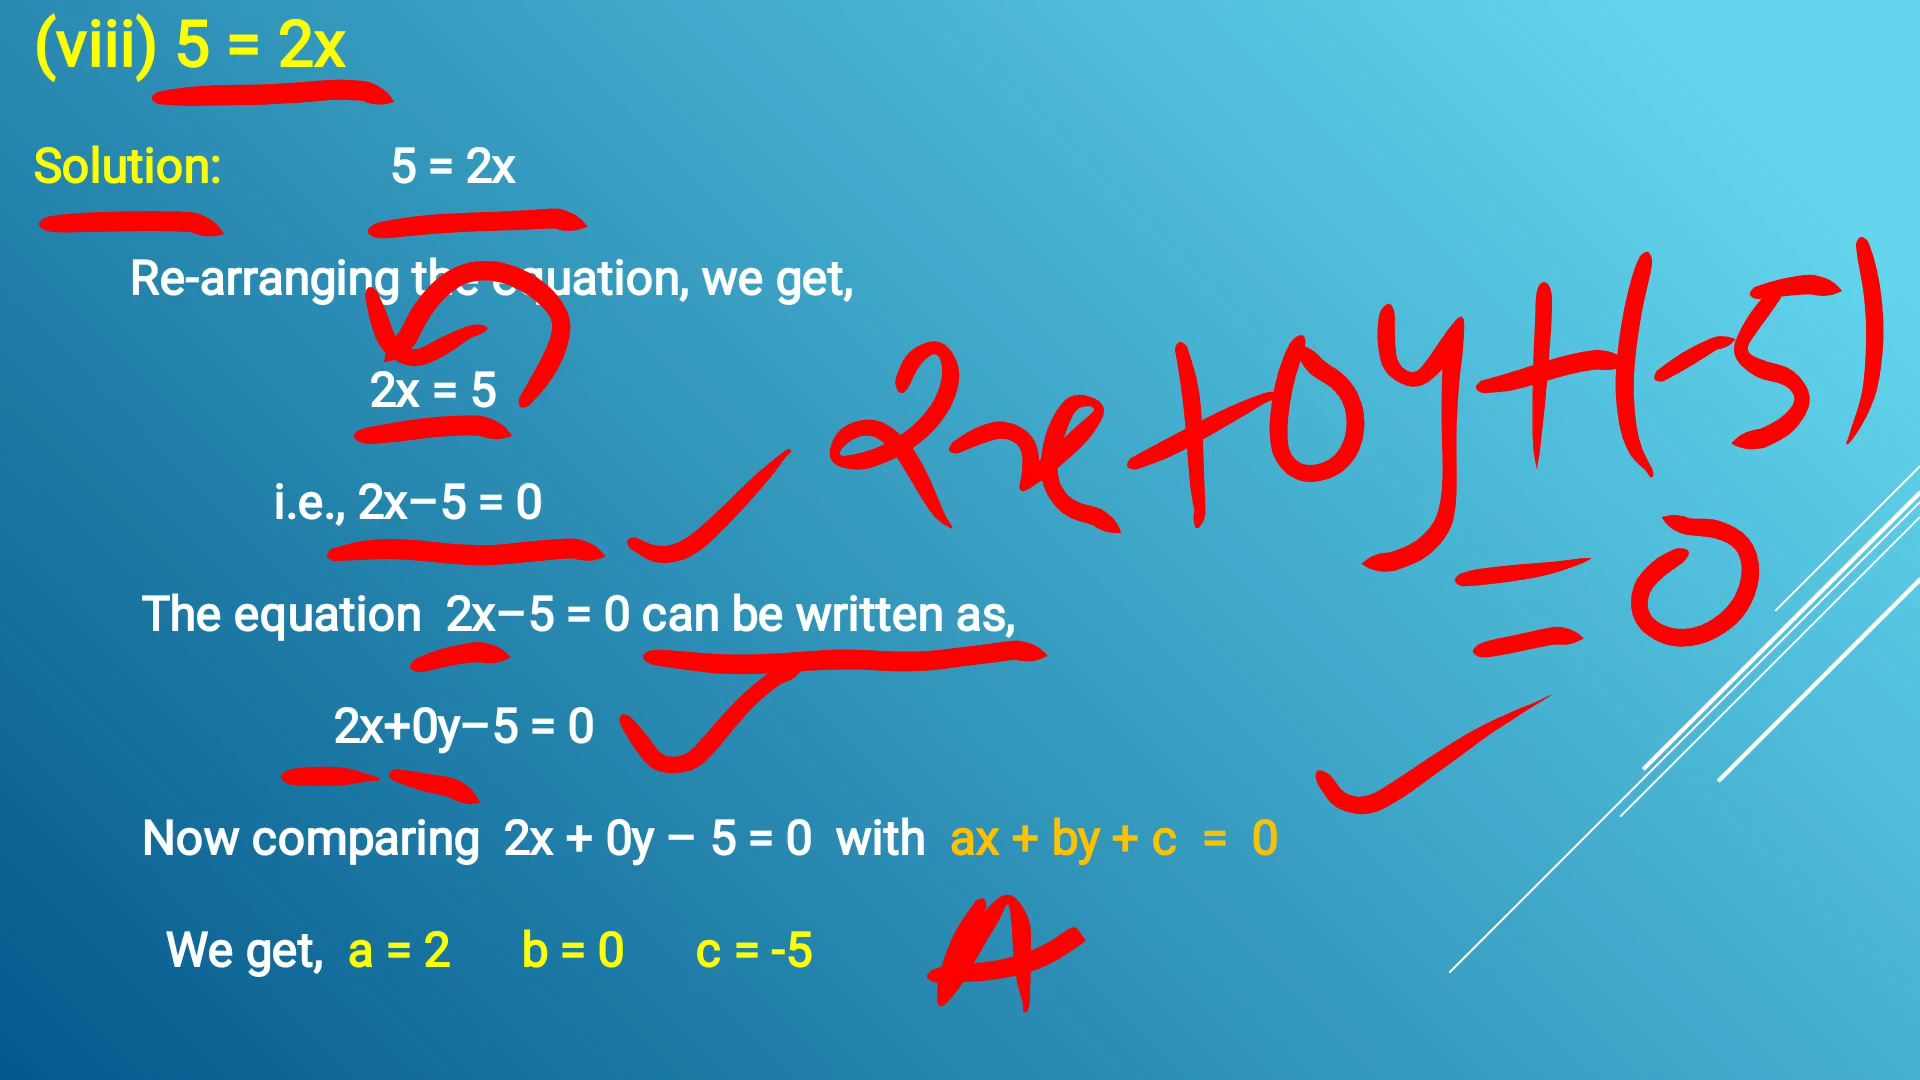 (viii) 5 = 2x
Solution: 5 = 2x
Re-arranging the equation, we get,
2x = 5
i.e., 2x–5 = 0
2x+0y+(-5)
= 0
The equation 2x–5 = 0 can be written as,
2x+0y–5 = 0
Now comparing 2x + 0y – 5 = 0 with ax + by + c = 0
We get, a = 2 b = 0 c = -5
A